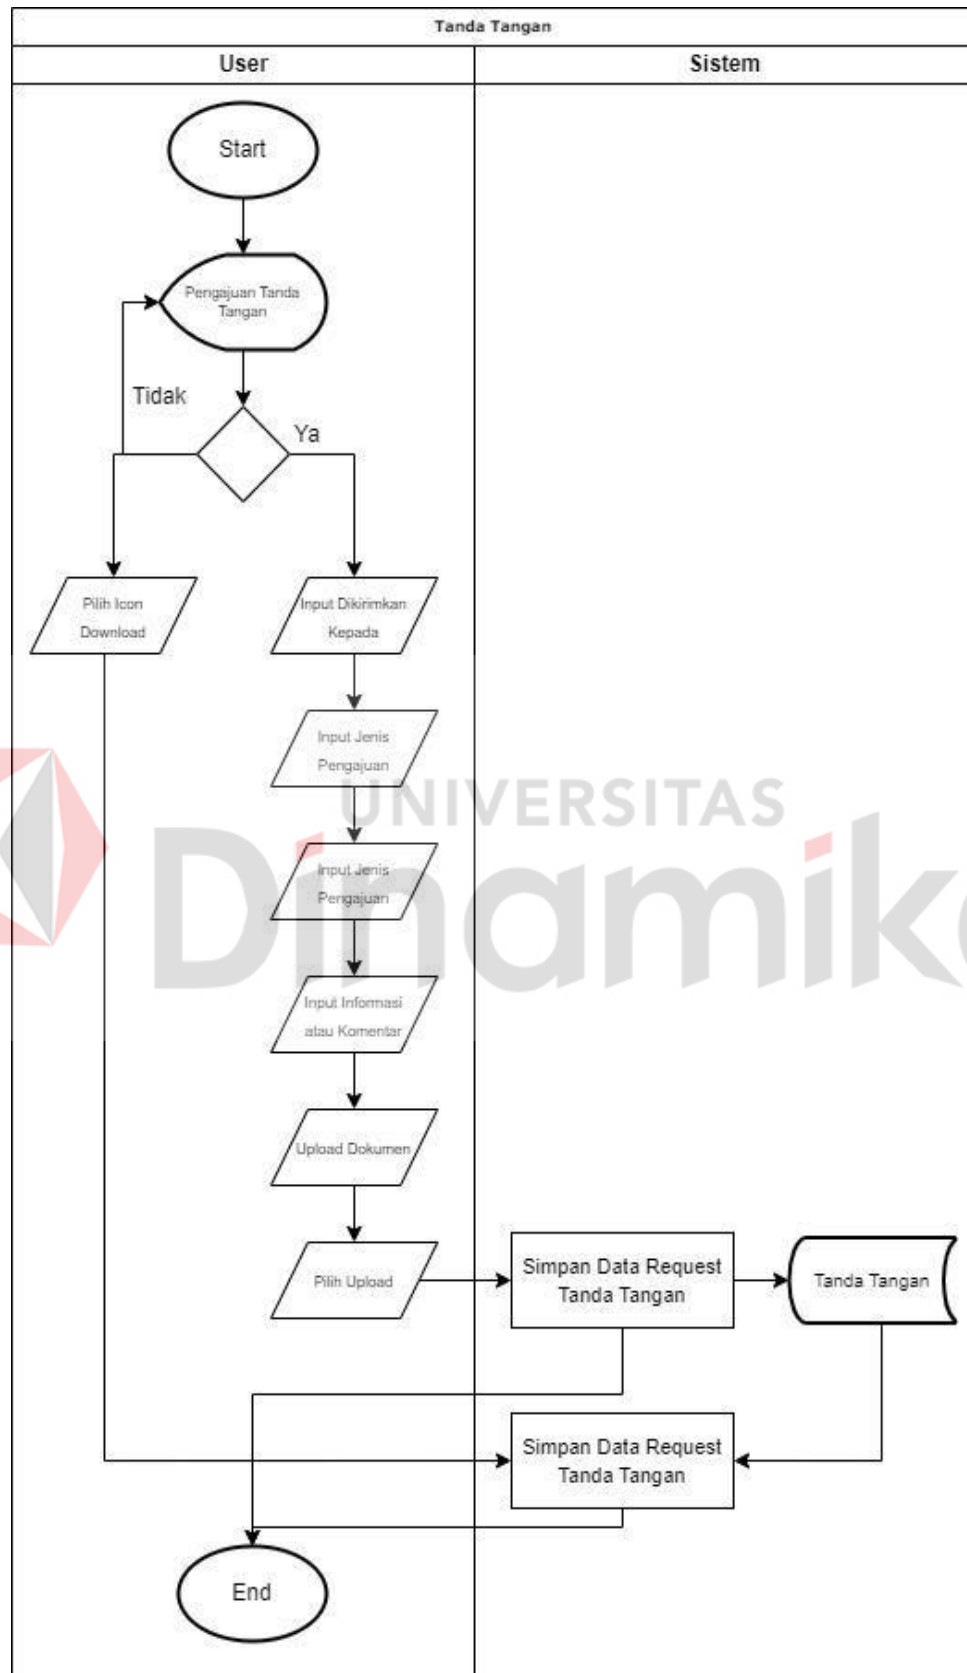 Tanda Tangan
User
Sistem
Start
Pengajuan Tanda
Tangan
Tidak
Ya
Pilih Icon
Download
Input Dikirimkan
Kepada
Input Jenis
Pengajuan
UNIVERSITAS
Dinamika
Input Jenis
Pengajuan
Input Informasi
atau Komentar
Upload Dokumen
Pilih Upload
Simpan Data Request
Tanda Tangan
Tanda Tangan
Simpan Data Request
Tanda Tangan
End